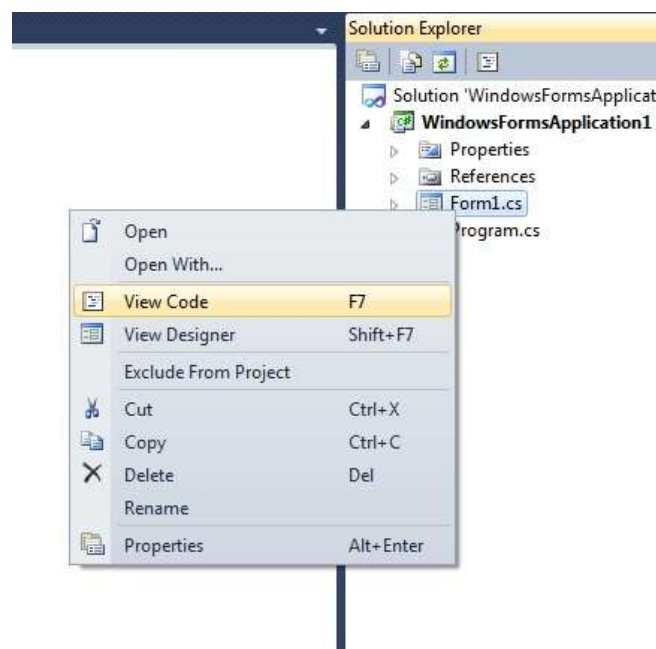 Solution Explorer
Solution 'WindowsFormsApplicat
WindowsFormsApplication1
Properties
References
Form1.cs
Program.cs
Open
Open With...
View Code F7
View Designer Shift+F7
Exclude From Project
Cut Ctrl+X
Copy Ctrl+C
Delete Del
Rename
Properties Alt+Enter